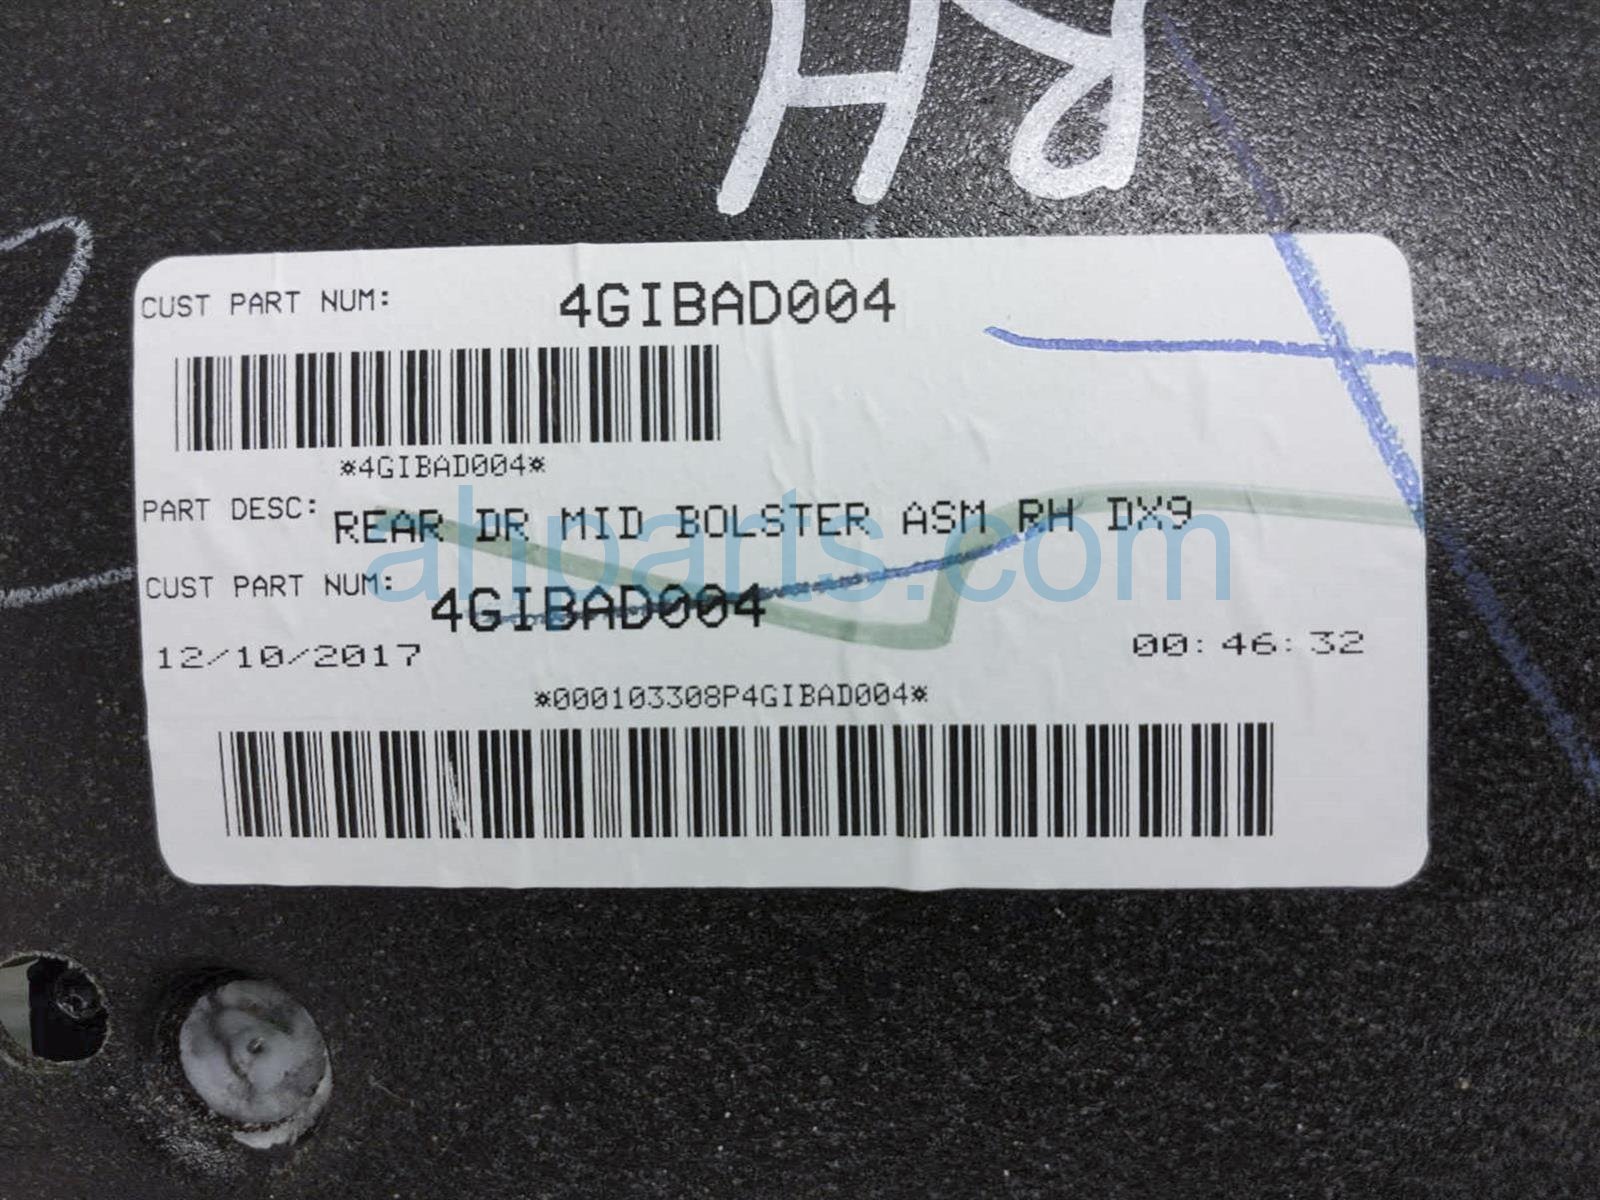 RH
CUST PART NUM: 4GIBAD004
*4GIBAD004*
PART DESC: REAR DR MID BOLSTER ASM RH DX9
ahparts.com
CUST PART NUM: 4GIBAD004
12/10/2017 00:46:32
*000103308P4GIBAD004*